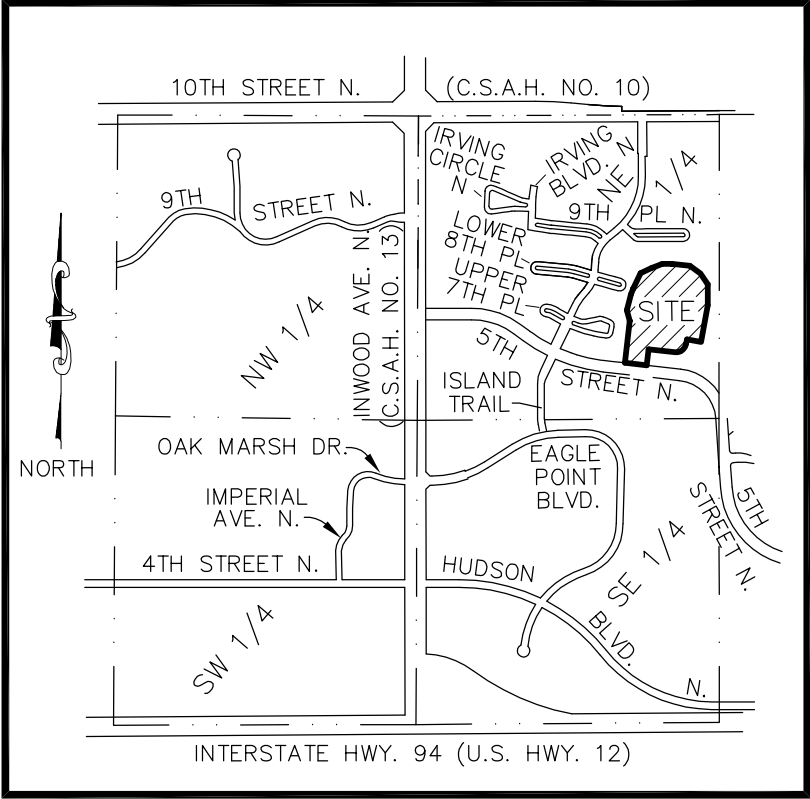 10TH STREET N. (C.S.A.H. NO. 10)
IRVING
CIRCLE
N
IRVING
BLVD. N
NE 1/4
9TH STREET N.
9TH PL N.
LOWER
8TH PL
UPPER
7TH PL
SITE
NW 1/4
INWOOD AVE. N.
(C.S.A.H. NO. 13)
5TH STREET N.
ISLAND
TRAIL
NORTH
OAK MARSH DR.
EAGLE
POINT
BLVD.
IMPERIAL
AVE. N.
5TH
STREET N.
4TH STREET N.
HUDSON BLVD. N.
SE 1/4
SW 1/4
INTERSTATE HWY. 94 (U.S. HWY. 12)